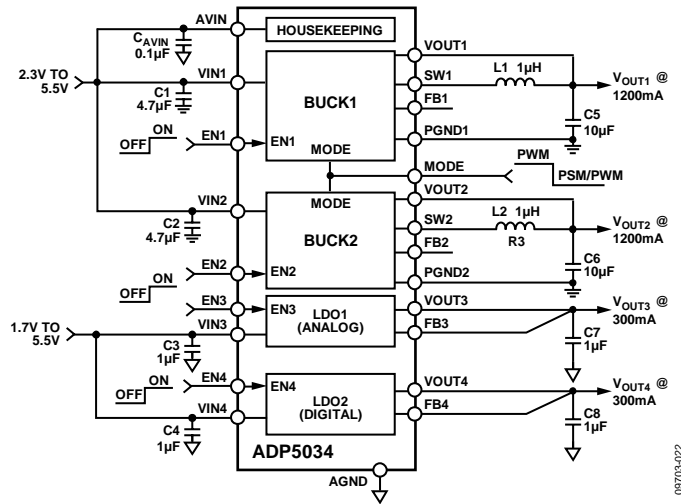 AVIN
HOUSEKEEPING
CAVIN
0.1µF
VOUT1
L1 1µH
VOUT1 @
1200mA
2.3V TO
5.5V
VIN1
SW1
C1
4.7µF
BUCK1
FB1
C5
10µF
OFF
ON
EN1
EN1
PGND1
MODE
MODE
PWM
PSM/PWM
VIN2
MODE
VOUT2
C2
4.7µF
BUCK2
SW2
L2 1µH
R3
VOUT2 @
1200mA
FB2
OFF
ON
EN2
EN2
PGND2
C6
10µF
EN3
EN3
LDO1
(ANALOG)
VOUT3
VOUT3 @
300mA
1.7V TO
5.5V
VIN3
FB3
C3
1µF
C7
1µF
OFF
ON
EN4
EN4
LDO2
(DIGITAL)
VOUT4
VOUT4 @
300mA
VIN4
FB4
C4
1µF
C8
1µF
ADP5034
AGND
09703-022